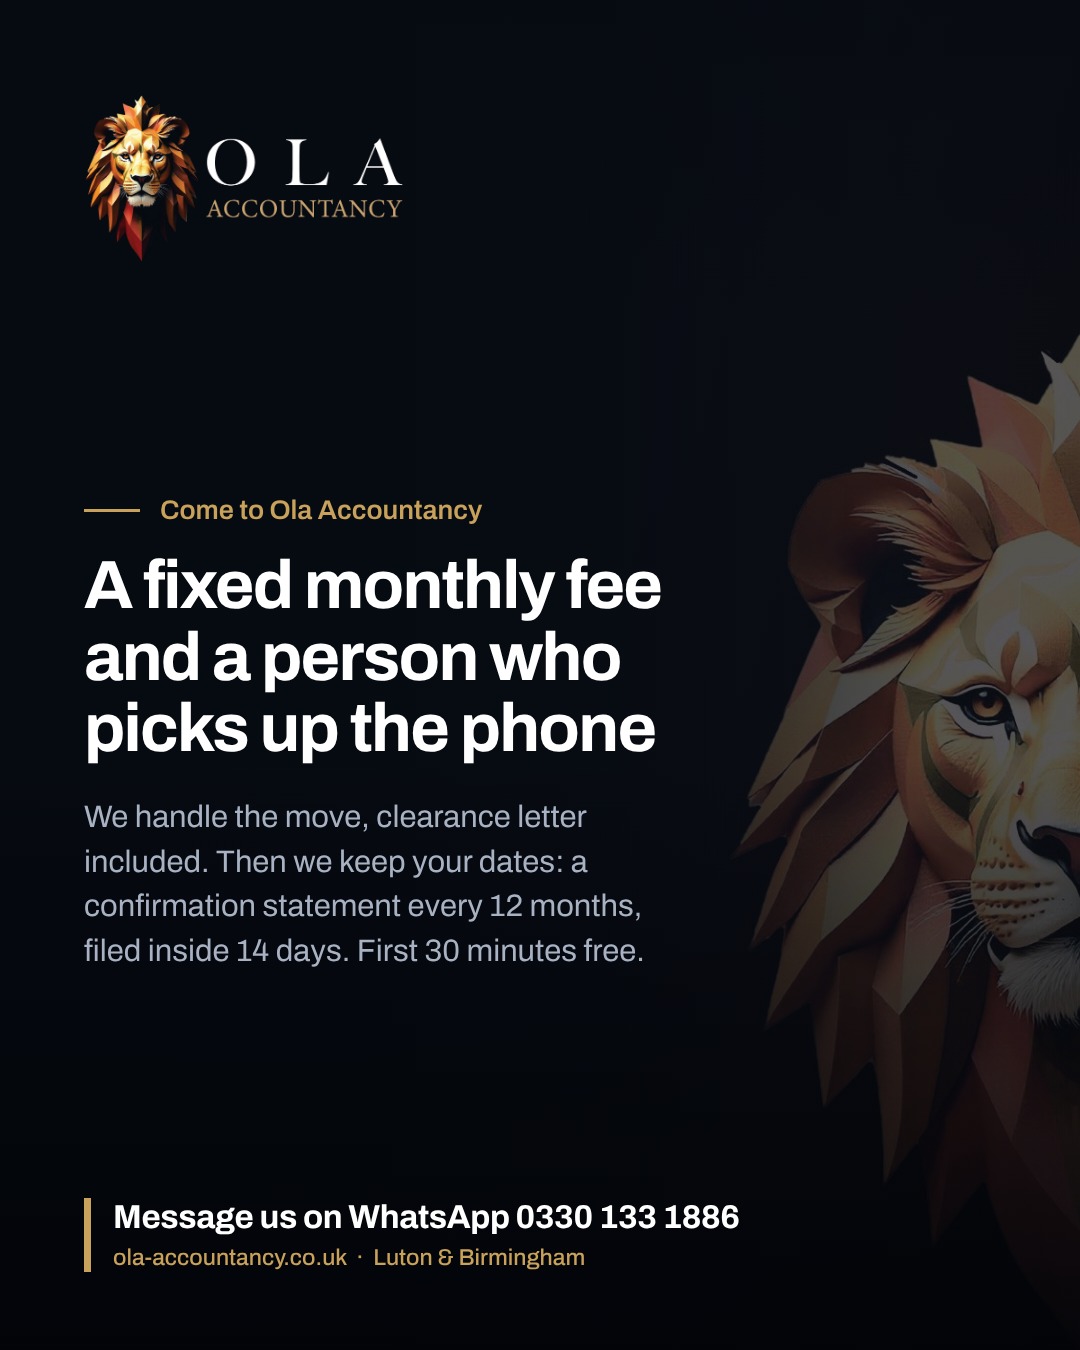 OLA
ACCOUNTANCY
Come to Ola Accountancy
A fixed monthly fee
and a person who
picks up the phone
We handle the move, clearance letter
included. Then we keep your dates: a
confirmation statement every 12 months,
filed inside 14 days. First 30 minutes free.
Message us on WhatsApp 0330 133 1886
ola-accountancy.co.uk · Luton & Birmingham